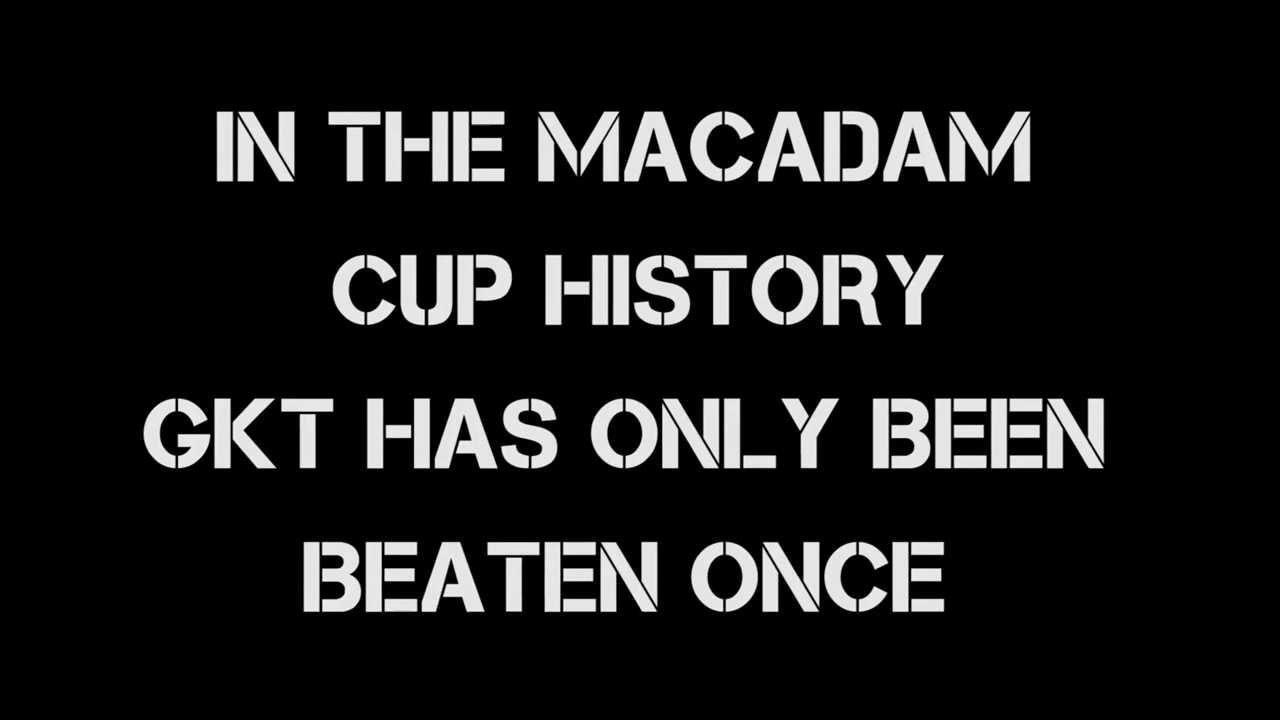 IN THE MACADAM
CUP HISTORY
GKT HAS ONLY BEEN
BEATEN ONCE